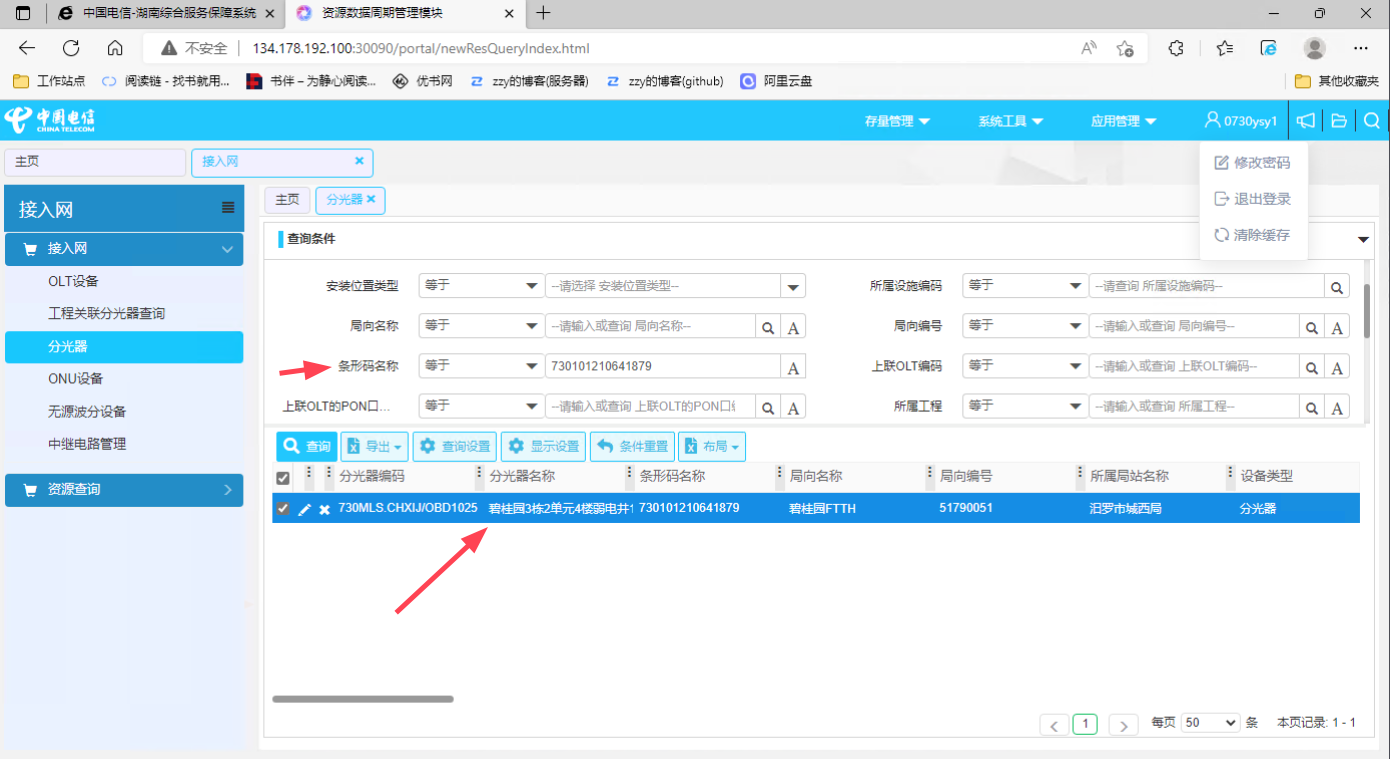 中国电信-湖南综合服务保障系统
资源数据周期管理模块
不安全 134.178.192.100:30090/portal/newResQueryIndex.html
工作站点 阅读链 - 找书就用... 书伴 – 为静心阅读... 优书网 zzy的博客(服务器) zzy的博客(github) 阿里云盘 其他收藏夹
中国电信
CHINA TELECOM
存量管理 系统工具 应用管理 0730ysy1
修改密码
退出登录
清除缓存
主页 接入网
接入网
接入网
OLT设备
工程关联分光器查询
分光器
ONU设备
无源波分设备
中继电路管理
资源查询
主页 分光器
查询条件
安装位置类型 等于 --请选择 安装位置类型-- 所属设施编码 等于 --请查询 所属设施编码--
局向名称 等于 --请输入或查询 局向名称-- A 局向编号 等于 --请输入或查询 局向编号-- A
条形码名称 等于 730101210641879 A 上联OLT编码 等于 --请输入或查询 上联OLT编码-- A
上联OLT的PON口... 等于 --请输入或查询 上联OLT的PON口 A 所属工程 等于 --请输入或查询 所属工程-- A
查询 导出 查询设置 显示设置 条件重置 布局
分光器编码 分光器名称 条形码名称 局向名称 局向编号 所属局站名称 设备类型
730MLS.CHXIJ/OBD1025 碧桂园3栋2单元4楼弱电井1 730101210641879 碧桂园FTTH 51790051 汨罗市城西局 分光器
1 每页 50 条 本页记录: 1 - 1